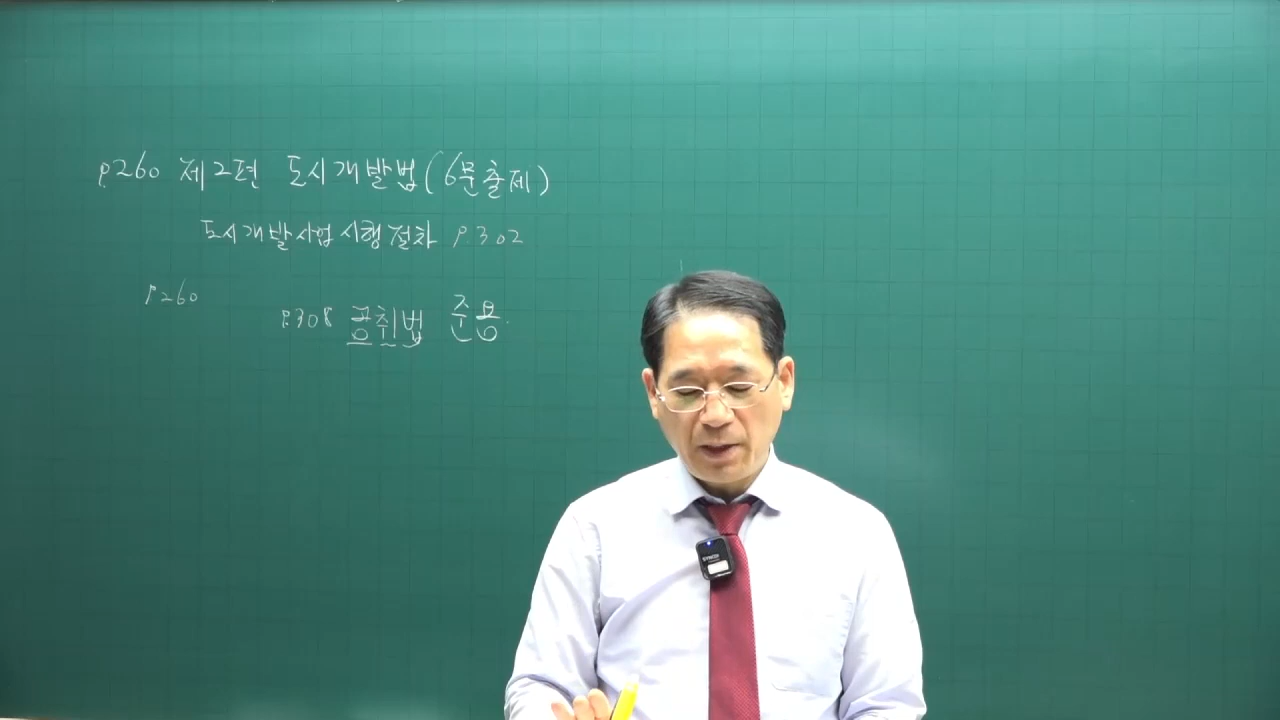 p.260 제2편 도시개발법(6문출제)
도시개발사업 시행절차 p.302
p.260
p.308 공취법 준용.